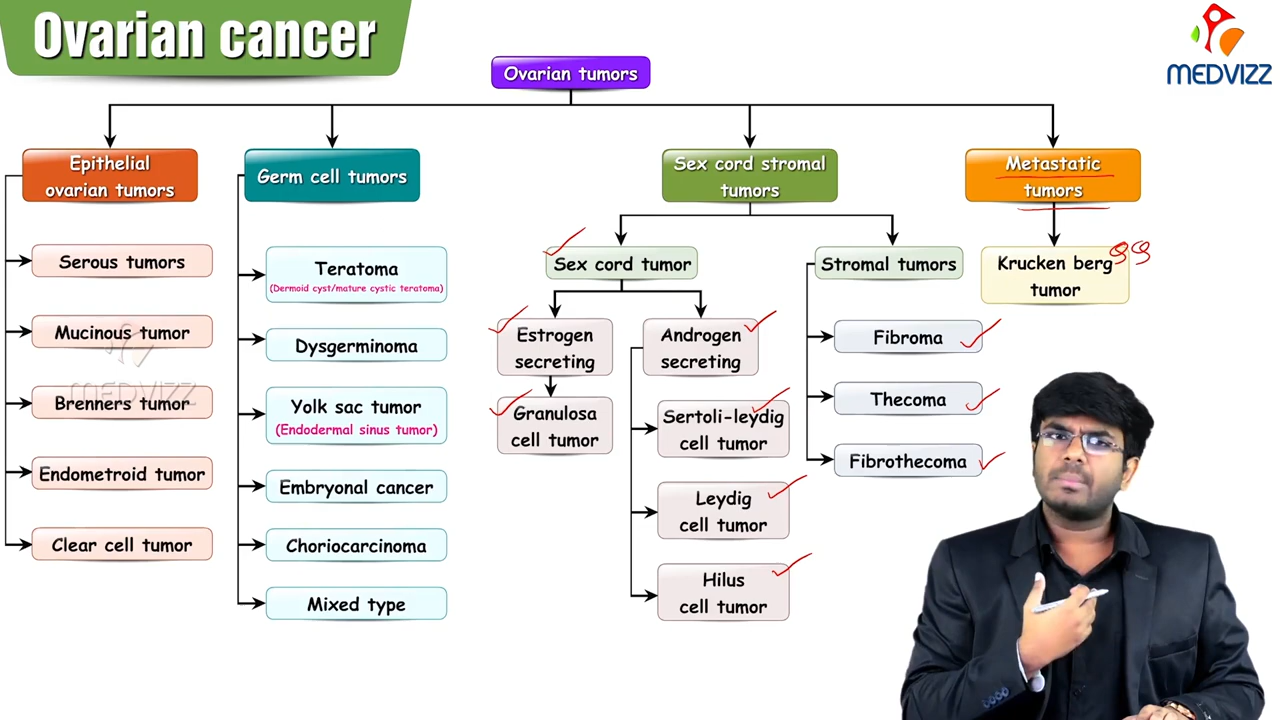 Ovarian cancer
MEDVIZZ
Ovarian tumors
Epithelial
ovarian tumors
Serous tumors
Mucinous tumor
MEDVIZZ
Brenners tumor
Endometroid tumor
Clear cell tumor
Germ cell tumors
Teratoma
(Dermoid cyst/mature cystic teratoma)
Dysgerminoma
Yolk sac tumor
(Endodermal sinus tumor)
Embryonal cancer
Choriocarcinoma
Mixed type
Sex cord stromal
tumors
Sex cord tumor
Estrogen
secreting
Granulosa
cell tumor
Androgen
secreting
Sertoli-leydig
cell tumor
Leydig
cell tumor
Hilus
cell tumor
Stromal tumors
Fibroma
Thecoma
Fibrothecoma
Metastatic
tumors
Krucken berg
tumor